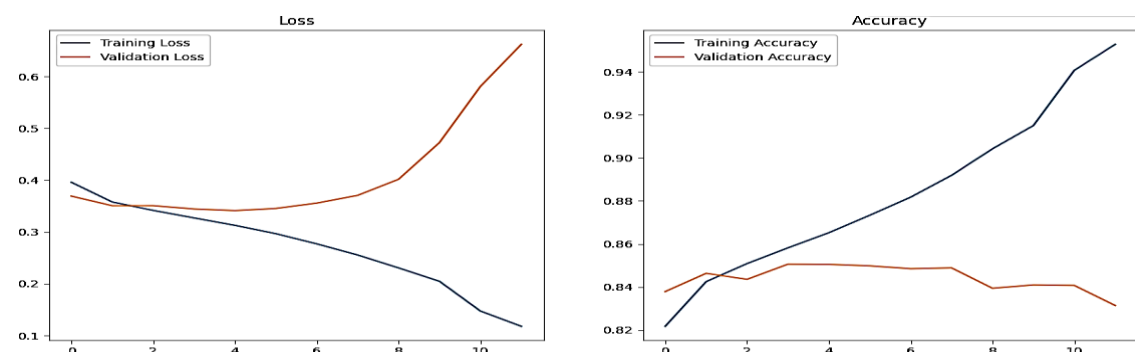 Loss
Training Loss
Validation Loss
0.6
0.5
0.4
0.3
0.2
0.1
0 2 4 6 8 10
Accuracy
Training Accuracy
Validation Accuracy
0.94
0.92
0.90
0.88
0.86
0.84
0.82
0 2 4 6 8 10